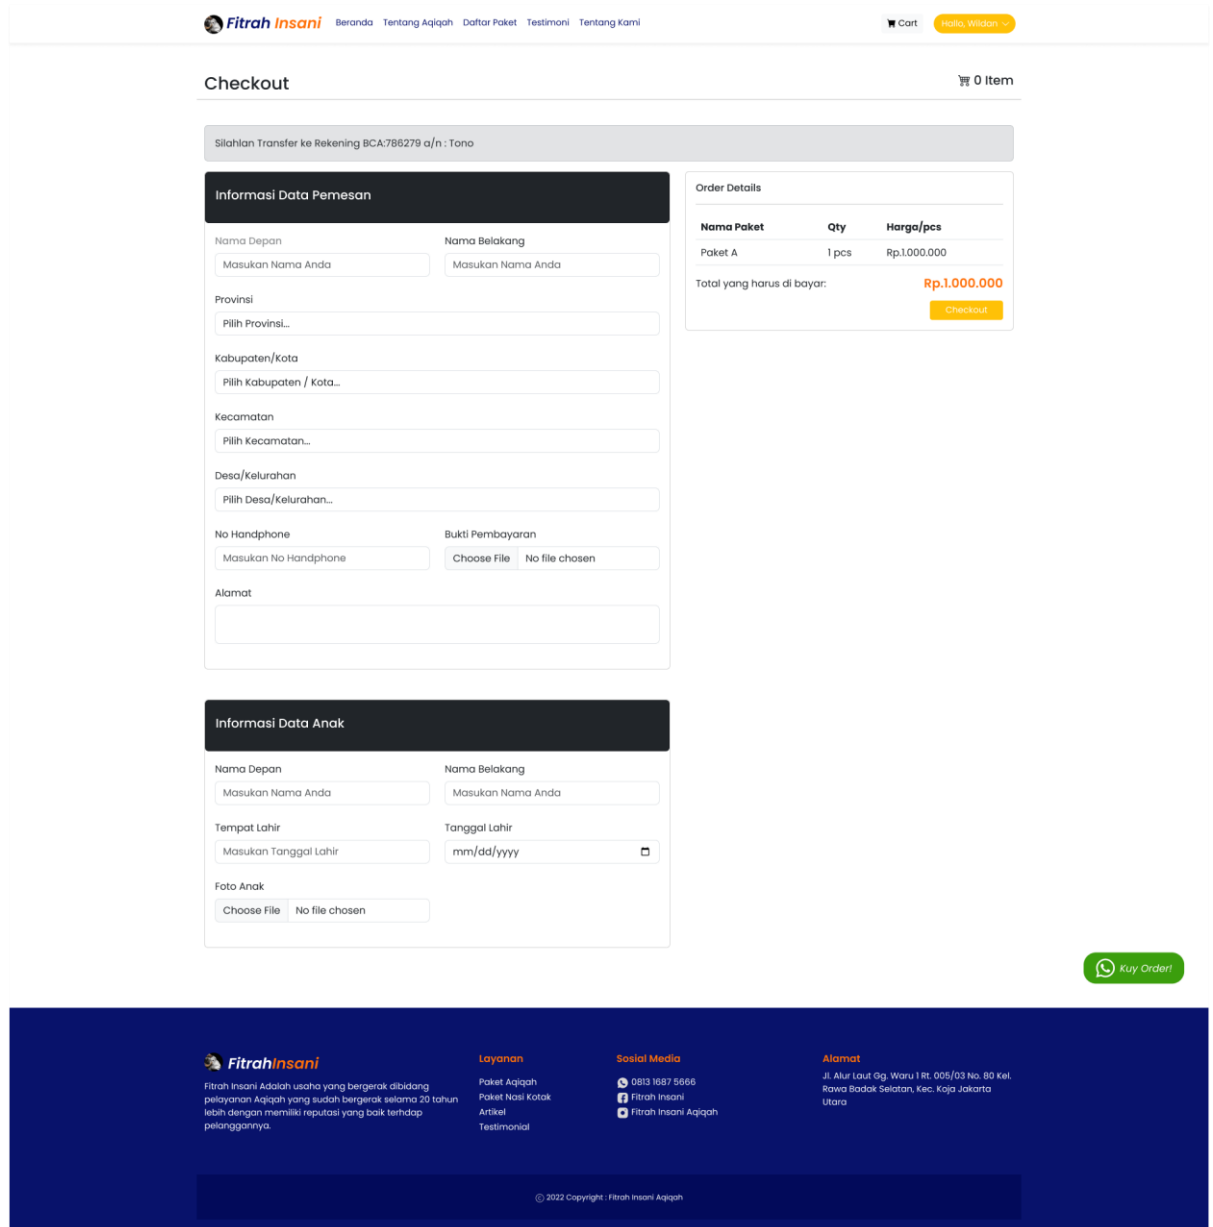 Fitrah Insani Beranda Tentang Aqiqah Daftar Paket Testimoni Tentang Kami Cart Hallo, Wildan
Checkout 0 Item
Silahlan Transfer ke Rekening BCA:786279 a/n : Tono
Informasi Data Pemesan
Nama Depan Nama Belakang
Masukan Nama Anda Masukan Nama Anda
Provinsi
Pilih Provinsi...
Kabupaten/Kota
Pilih Kabupaten / Kota...
Kecamatan
Pilih Kecamatan...
Desa/Kelurahan
Pilih Desa/Kelurahan...
No Handphone Bukti Pembayaran
Masukan No Handphone Choose File No file chosen
Alamat
Order Details
Nama Paket Qty Harga/pcs
Paket A 1 pcs Rp.1.000.000
Total yang harus di bayar: Rp.1.000.000
Checkout
Informasi Data Anak
Nama Depan Nama Belakang
Masukan Nama Anda Masukan Nama Anda
Tempat Lahir Tanggal Lahir
Masukan Tanggal Lahir mm/dd/yyyy
Foto Anak
Choose File No file chosen
Kuy Order!
FitrahInsani
Fitrah Insani Adalah usaha yang bergerak dibidang
pelayanan Aqiqah yang sudah bergerak selama 20 tahun
lebih dengan memiliki reputasi yang baik terhdap
pelanggannya.
Layanan
Paket Aqiqah
Paket Nasi Kotak
Artikel
Testimonial
Sosial Media
0813 1687 5666
Fitrah Insani
Fitrah Insani Aqiqah
Alamat
Jl. Alur Laut Gg. Waru 1 Rt. 005/03 No. 80 Kel.
Rawa Badak Selatan, Kec. Koja Jakarta
Utara
© 2022 Copyright : Fitrah Insani Aqiqah